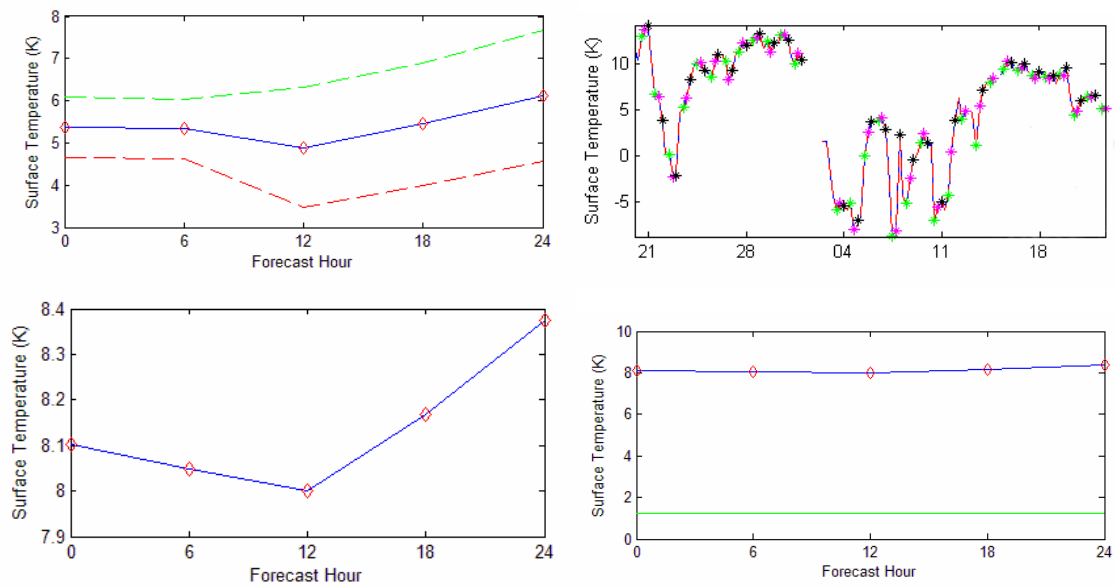 8
7
6
5
4
3
Surface Temperature (K)
0 6 12 18 24
Forecast Hour
10
5
0
-5
Surface Temperature (K)
21 28 04 11 18
8.4
8.3
8.2
8.1
8
7.9
Surface Temperature (K)
0 6 12 18 24
Forecast Hour
10
8
6
4
2
0
Surface Temperature (K)
0 6 12 18 24
Forecast Hour